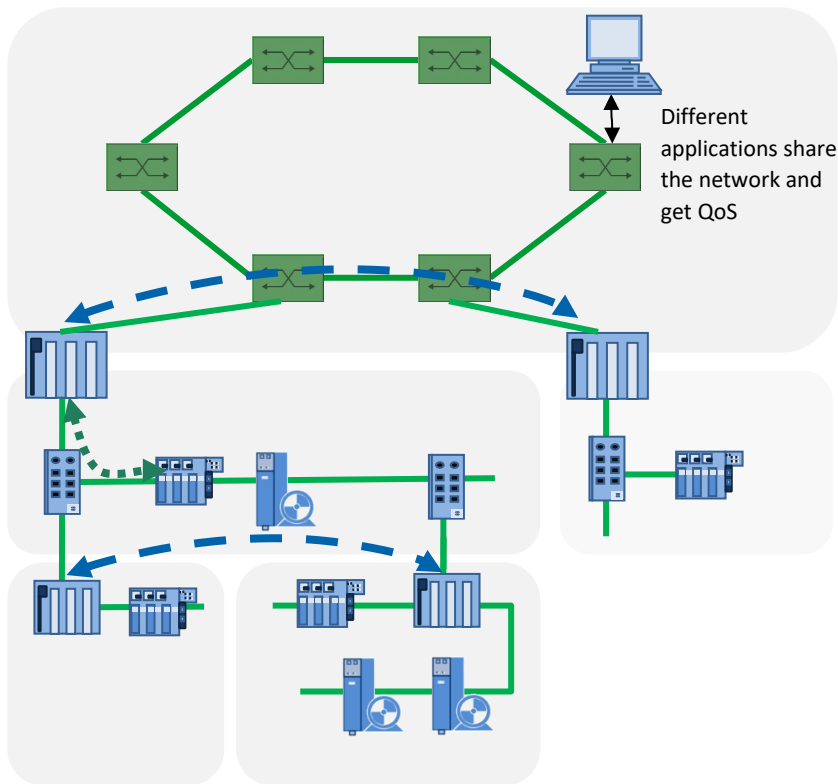 Different
applications share
the network and
get QoS